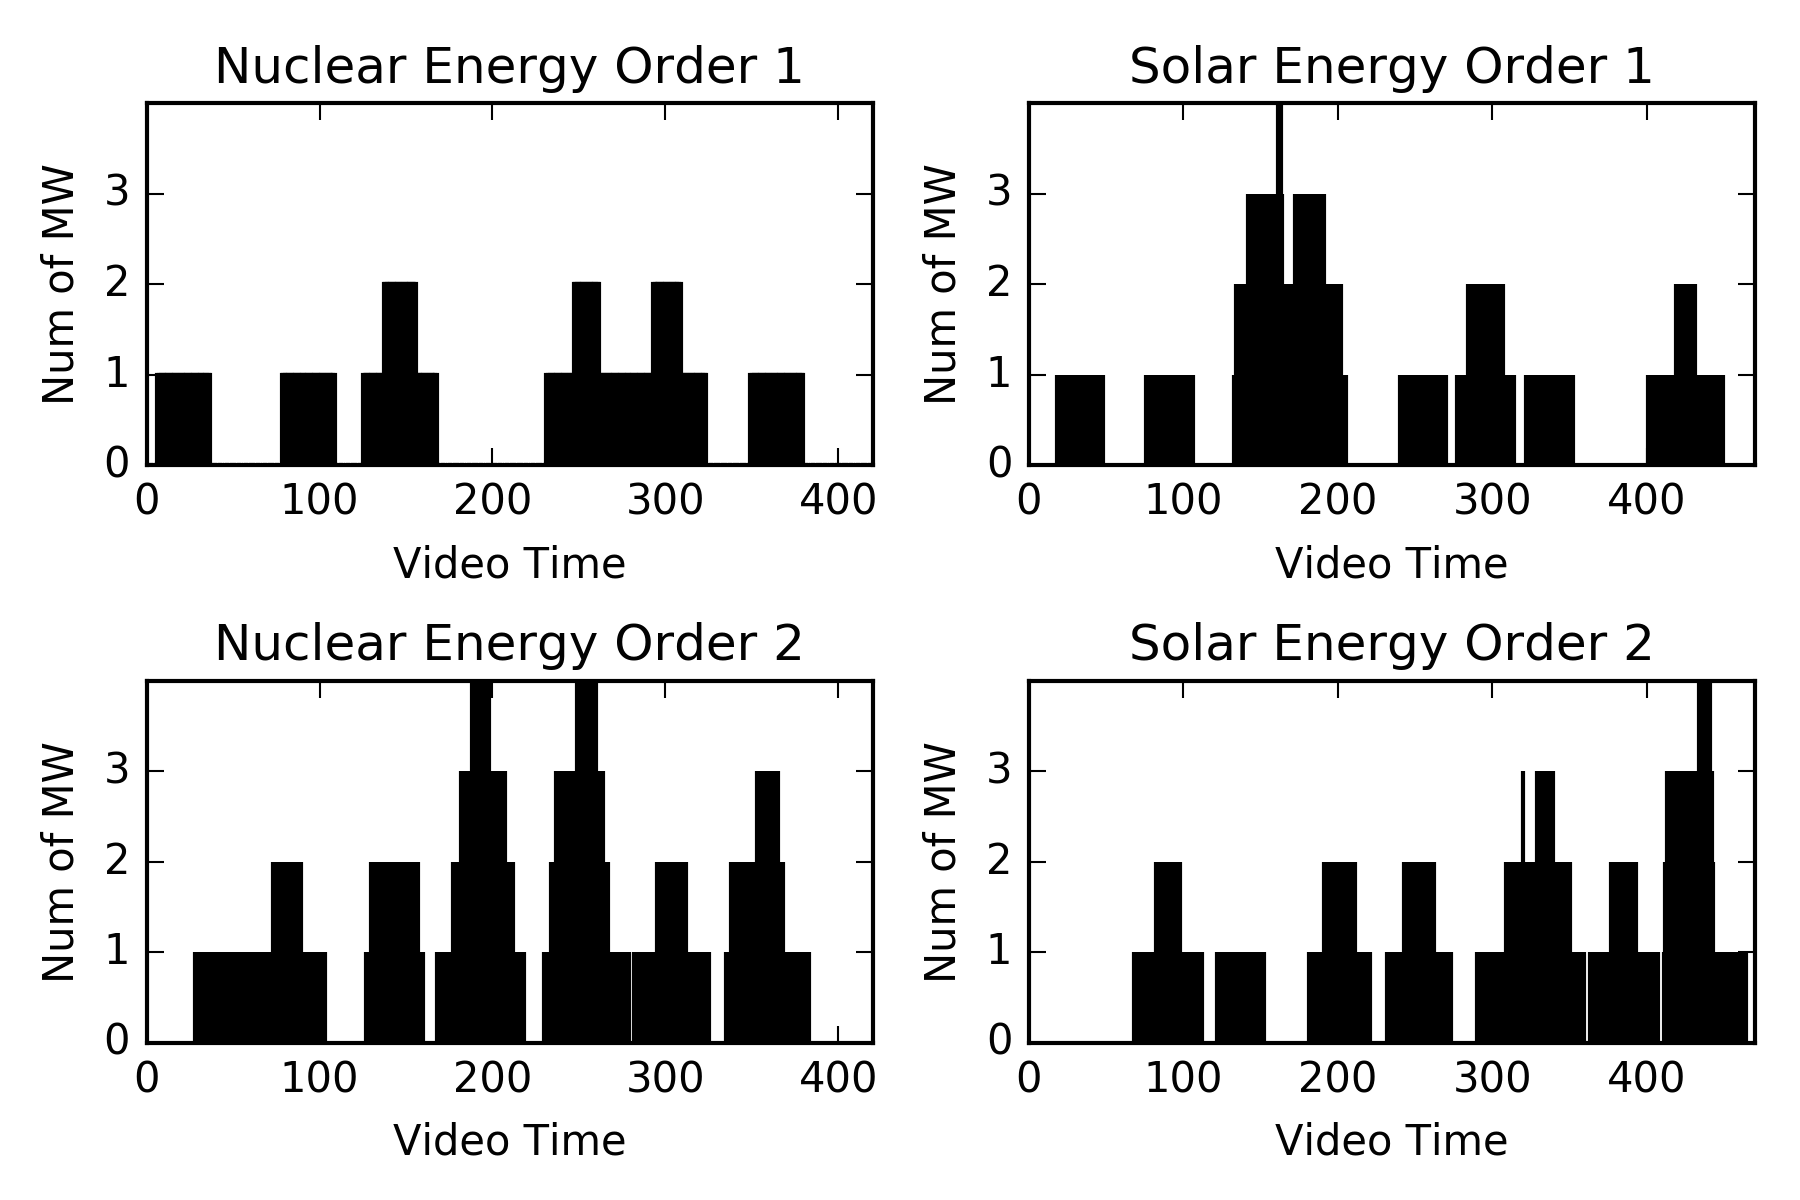 Nuclear Energy Order 1
Num of MW
3
2
1
0
0 100 200 300 400
Video Time
Solar Energy Order 1
Num of MW
3
2
1
0
0 100 200 300 400
Video Time
Nuclear Energy Order 2
Num of MW
3
2
1
0
0 100 200 300 400
Video Time
Solar Energy Order 2
Num of MW
3
2
1
0
0 100 200 300 400
Video Time